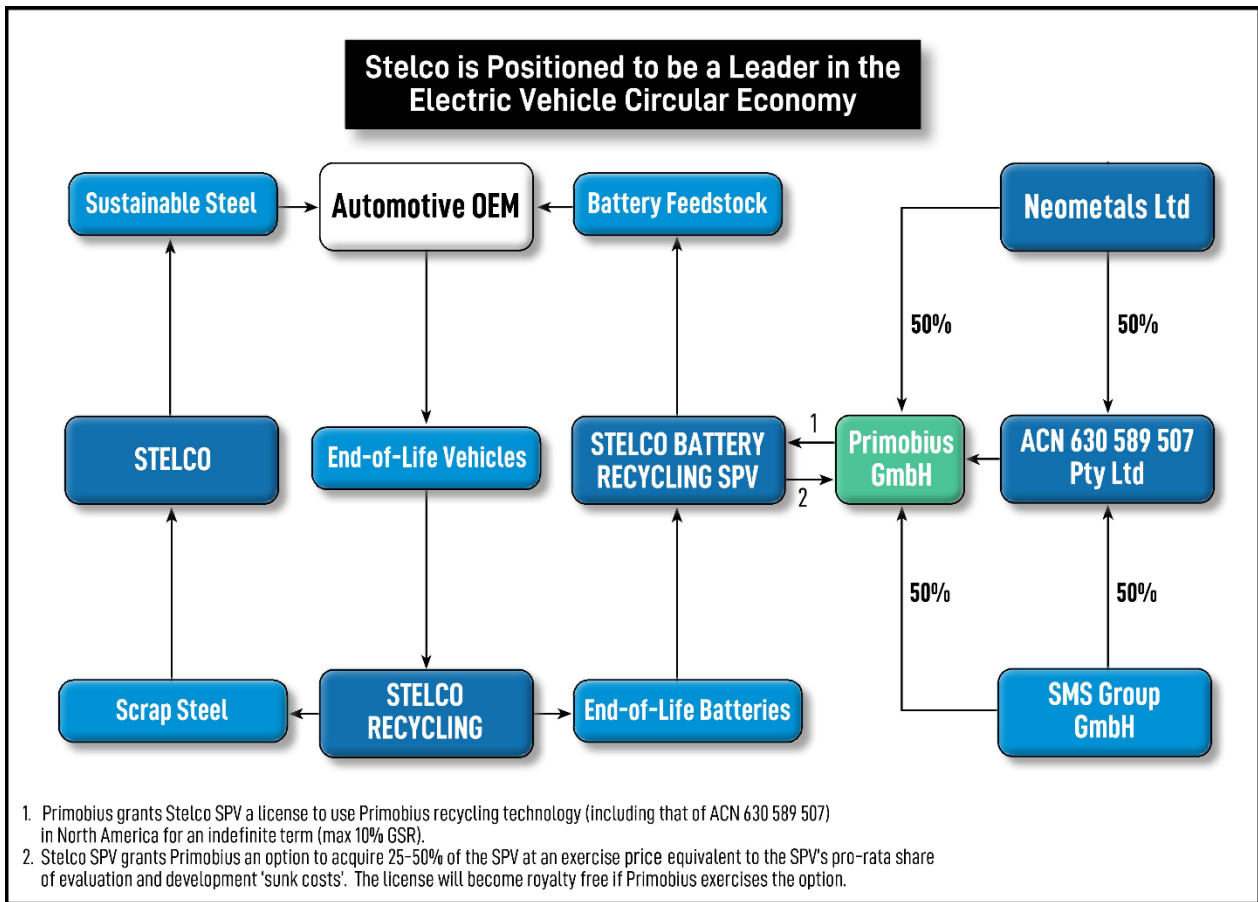 Stelco is Positioned to be a Leader in the
Electric Vehicle Circular Economy
Sustainable Steel
Automotive OEM
Battery Feedstock
Neometals Ltd
50%
50%
STELCO
End-of-Life Vehicles
STELCO BATTERY
RECYCLING SPV
1
2
Primobius
GmbH
ACN 630 589 507
Pty Ltd
50%
50%
Scrap Steel
STELCO
RECYCLING
End-of-Life Batteries
SMS Group
GmbH
1. Primobius grants Stelco SPV a license to use Primobius recycling technology (including that of ACN 630 589 507)
in North America for an indefinite term (max 10% GSR).
2. Stelco SPV grants Primobius an option to acquire 25-50% of the SPV at an exercise price equivalent to the SPV's pro-rata share
of evaluation and development 'sunk costs'. The license will become royalty free if Primobius exercises the option.